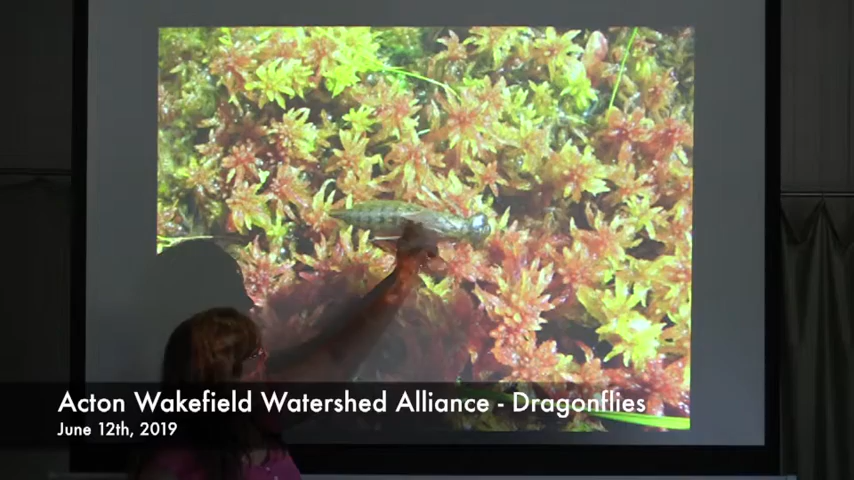 Acton Wakefield Watershed Alliance - Dragonflies
June 12th, 2019